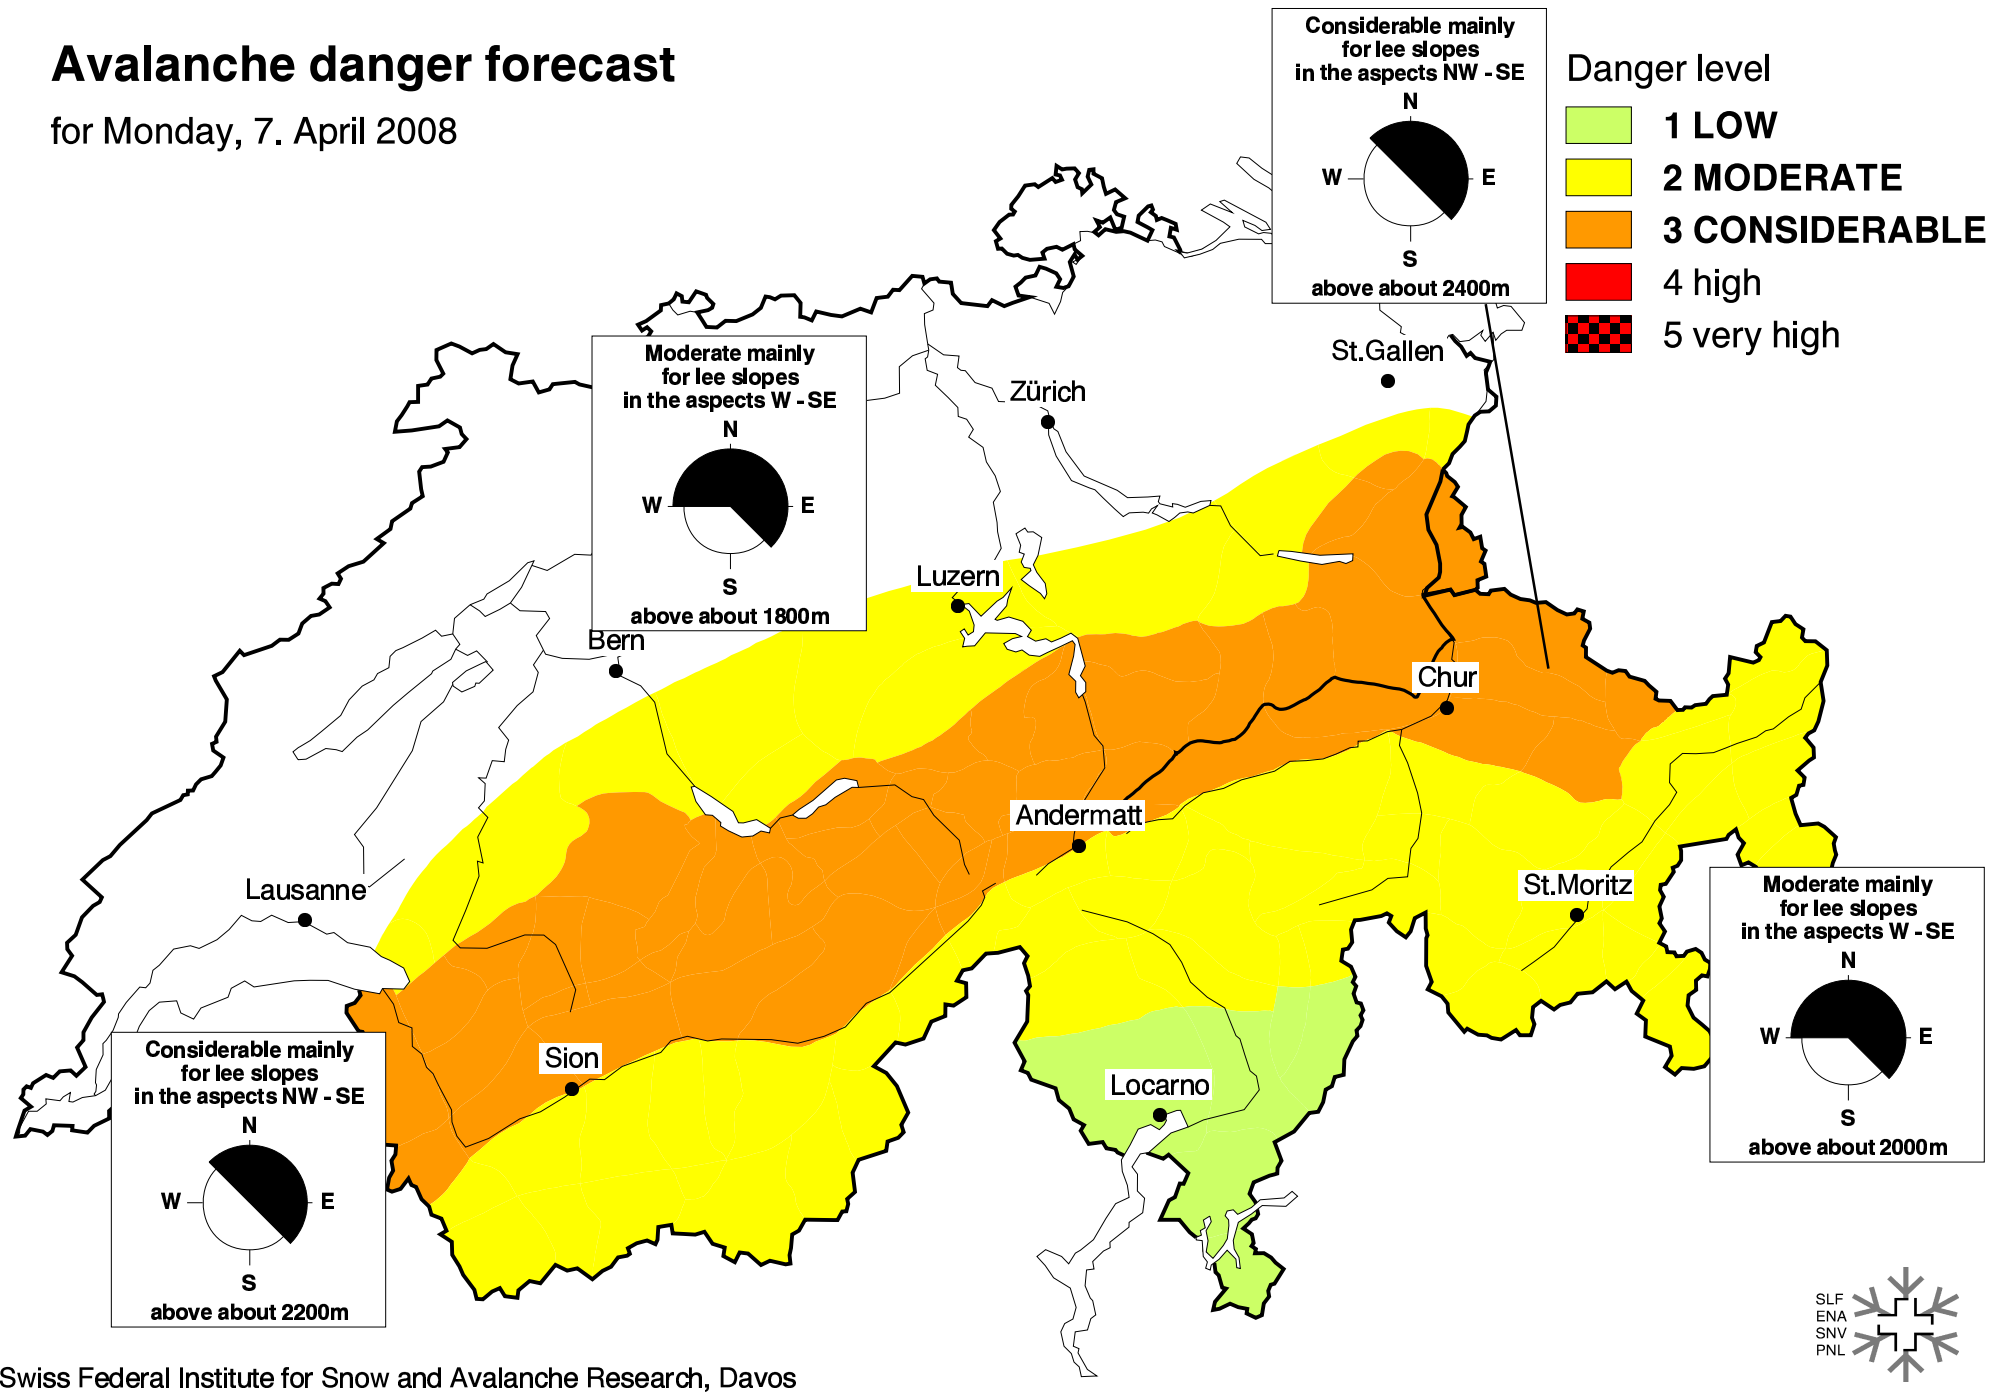 Avalanche danger forecast
for Monday, 7. April 2008
Considerable mainly
for lee slopes
in the aspects NW - SE
N
W
E
S
above about 2400m
Danger level
1 LOW
2 MODERATE
3 CONSIDERABLE
4 high
5 very high
Moderate mainly
for lee slopes
in the aspects W - SE
N
W
E
S
above about 1800m
St.Gallen
Zürich
Luzern
Bern
Chur
Andermatt
Lausanne
St.Moritz
Moderate mainly
for lee slopes
in the aspects W - SE
N
W
E
S
above about 2000m
Sion
Locarno
Considerable mainly
for lee slopes
in the aspects NW - SE
N
W
E
S
above about 2200m
SLF
ENA
SNV
PNL
Swiss Federal Institute for Snow and Avalanche Research, Davos